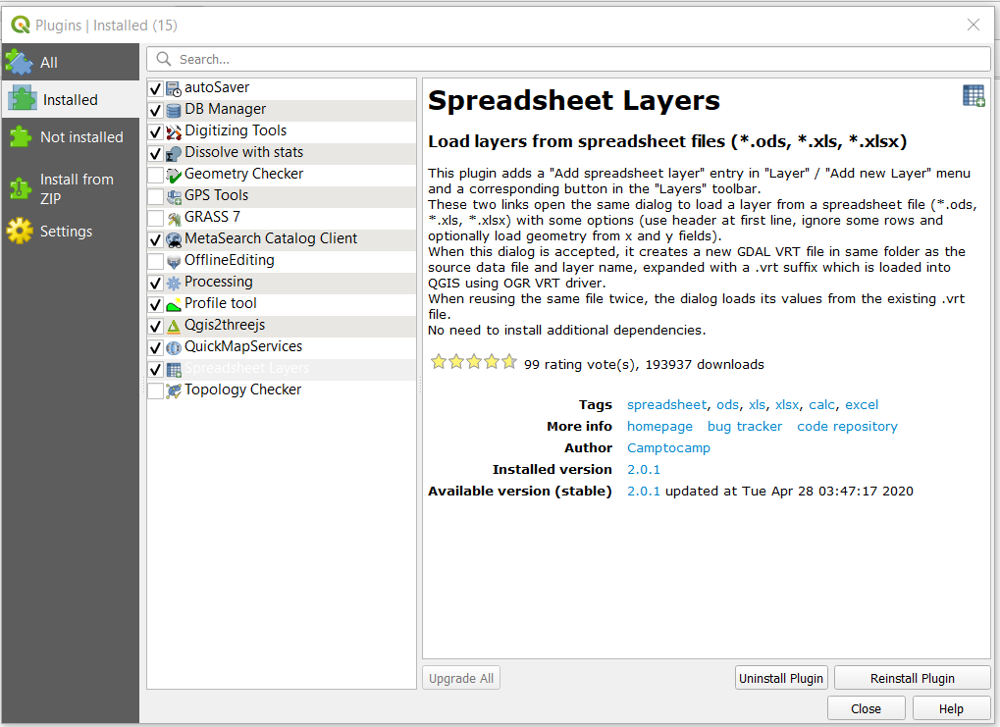 Plugins | Installed (15)
All
Installed
Not installed
Install from
ZIP
Settings
Search...
autoSaver
DB Manager
Digitizing Tools
Dissolve with stats
Geometry Checker
GPS Tools
GRASS 7
MetaSearch Catalog Client
OfflineEditing
Processing
Profile tool
Qgis2threejs
QuickMapServices
Spreadsheet Layers
Topology Checker
Spreadsheet Layers
Load layers from spreadsheet files (*.ods, *.xls, *.xlsx)
This plugin adds a "Add spreadsheet layer" entry in "Layer" / "Add new Layer" menu
and a corresponding button in the "Layers" toolbar.
These two links open the same dialog to load a layer from a spreadsheet file (*.ods,
*.xls, *.xlsx) with some options (use header at first line, ignore some rows and
optionally load geometry from x and y fields).
When this dialog is accepted, it creates a new GDAL VRT file in same folder as the
source data file and layer name, expanded with a .vrt suffix which is loaded into
QGIS using OGR VRT driver.
When reusing the same file twice, the dialog loads its values from the existing .vrt
file.
No need to install additional dependencies.
99 rating vote(s), 193937 downloads
Tags spreadsheet, ods, xls, xlsx, calc, excel
More info homepage bug tracker code repository
Author Camptocamp
Installed version 2.0.1
Available version (stable) 2.0.1 updated at Tue Apr 28 03:47:17 2020
Upgrade All
Uninstall Plugin
Reinstall Plugin
Close
Help